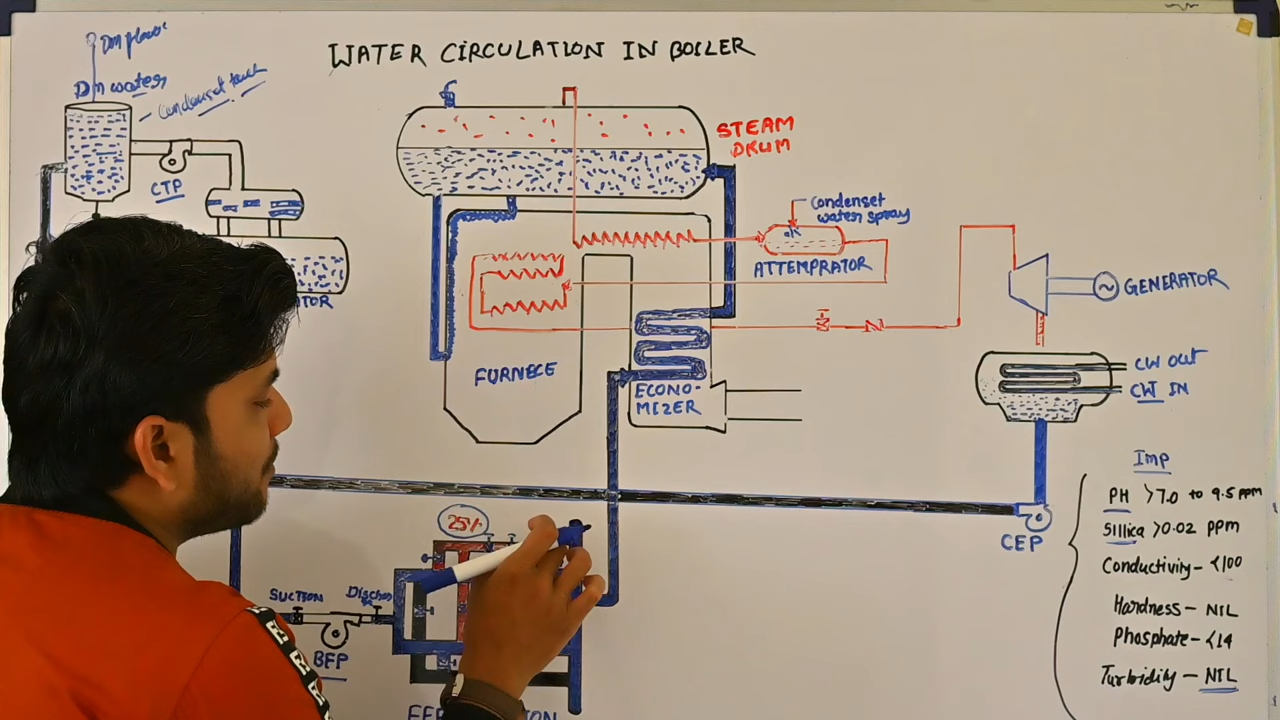 WATER CIRCULATION IN BOILER
DM plant
DM water
Condenset tank
CTP
STEAM
DRUM
Condenset
water spray
ATTEMPRATOR
GENERATOR
FURNECE
ECONO-
MIZER
CW OUT
CW IN
CEP
25%
SUCTION
BFP
Imp
PH >7.0 to 9.5 ppm
Sillica >0.02 ppm
Conductivity - <100
Hardness - NIL
Phosphate - <14
Turbidity - NIL